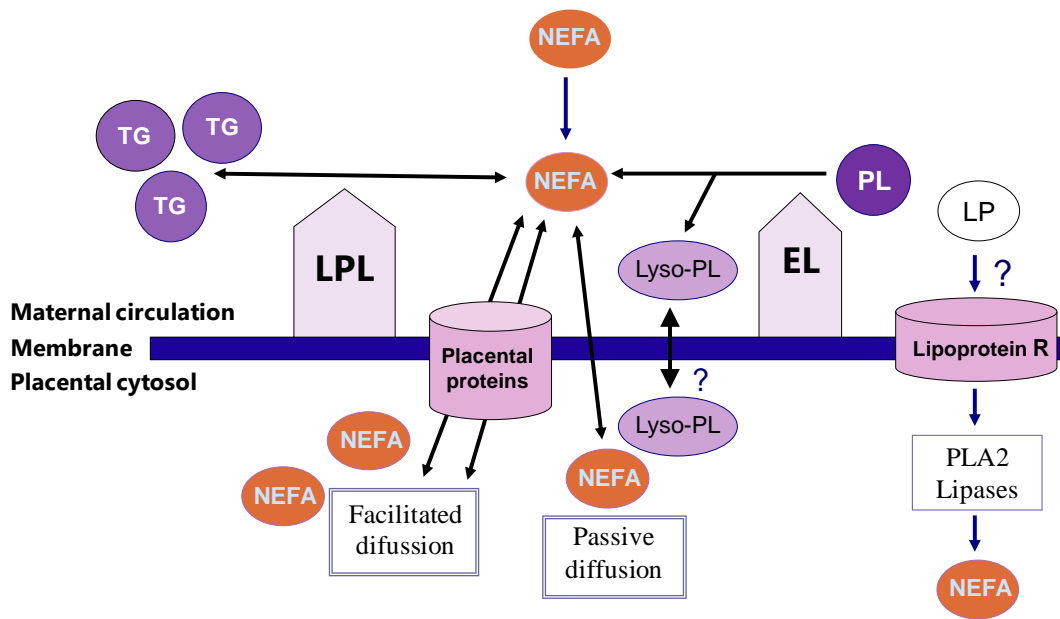 NEFA
TG
TG
TG
NEFA
PL
LP
LPL
Lyso-PL
EL
?
Maternal circulation
Membrane
Placental cytosol
Placental
proteins
Lipoprotein R
?
Lyso-PL
NEFA
NEFA
NEFA
Facilitated
difussion
Passive
diffusion
PLA2
Lipases
NEFA